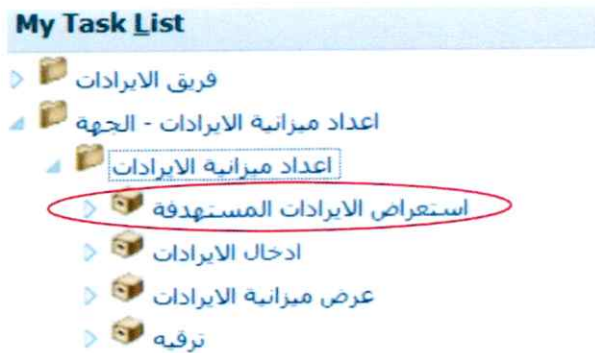 My Task List
فريق الايرادات
اعداد ميزانية الايرادات - الجهة
اعداد ميزانية الايرادات
استعراض الايرادات المستهدفة
ادخال الايرادات
عرض ميزانية الايرادات
ترقيه